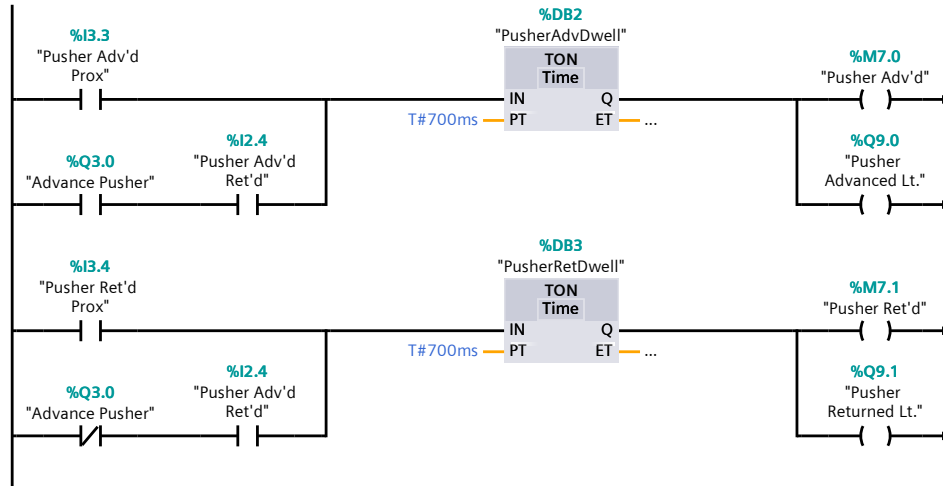 %DB2
"PusherAdvDwell"
%I3.3
"Pusher Adv'd
Prox"
TON
Time
%M7.0
"Pusher Adv'd"
IN
Q
T#700ms
PT
ET
...
%Q3.0
"Advance Pusher"
%I2.4
"Pusher Adv'd
Ret'd"
%Q9.0
"Pusher
Advanced Lt."
%DB3
"PusherRetDwell"
%I3.4
"Pusher Ret'd
Prox"
TON
Time
%M7.1
"Pusher Ret'd"
IN
Q
T#700ms
PT
ET
...
%Q3.0
"Advance Pusher"
%I2.4
"Pusher Adv'd
Ret'd"
%Q9.1
"Pusher
Returned Lt."